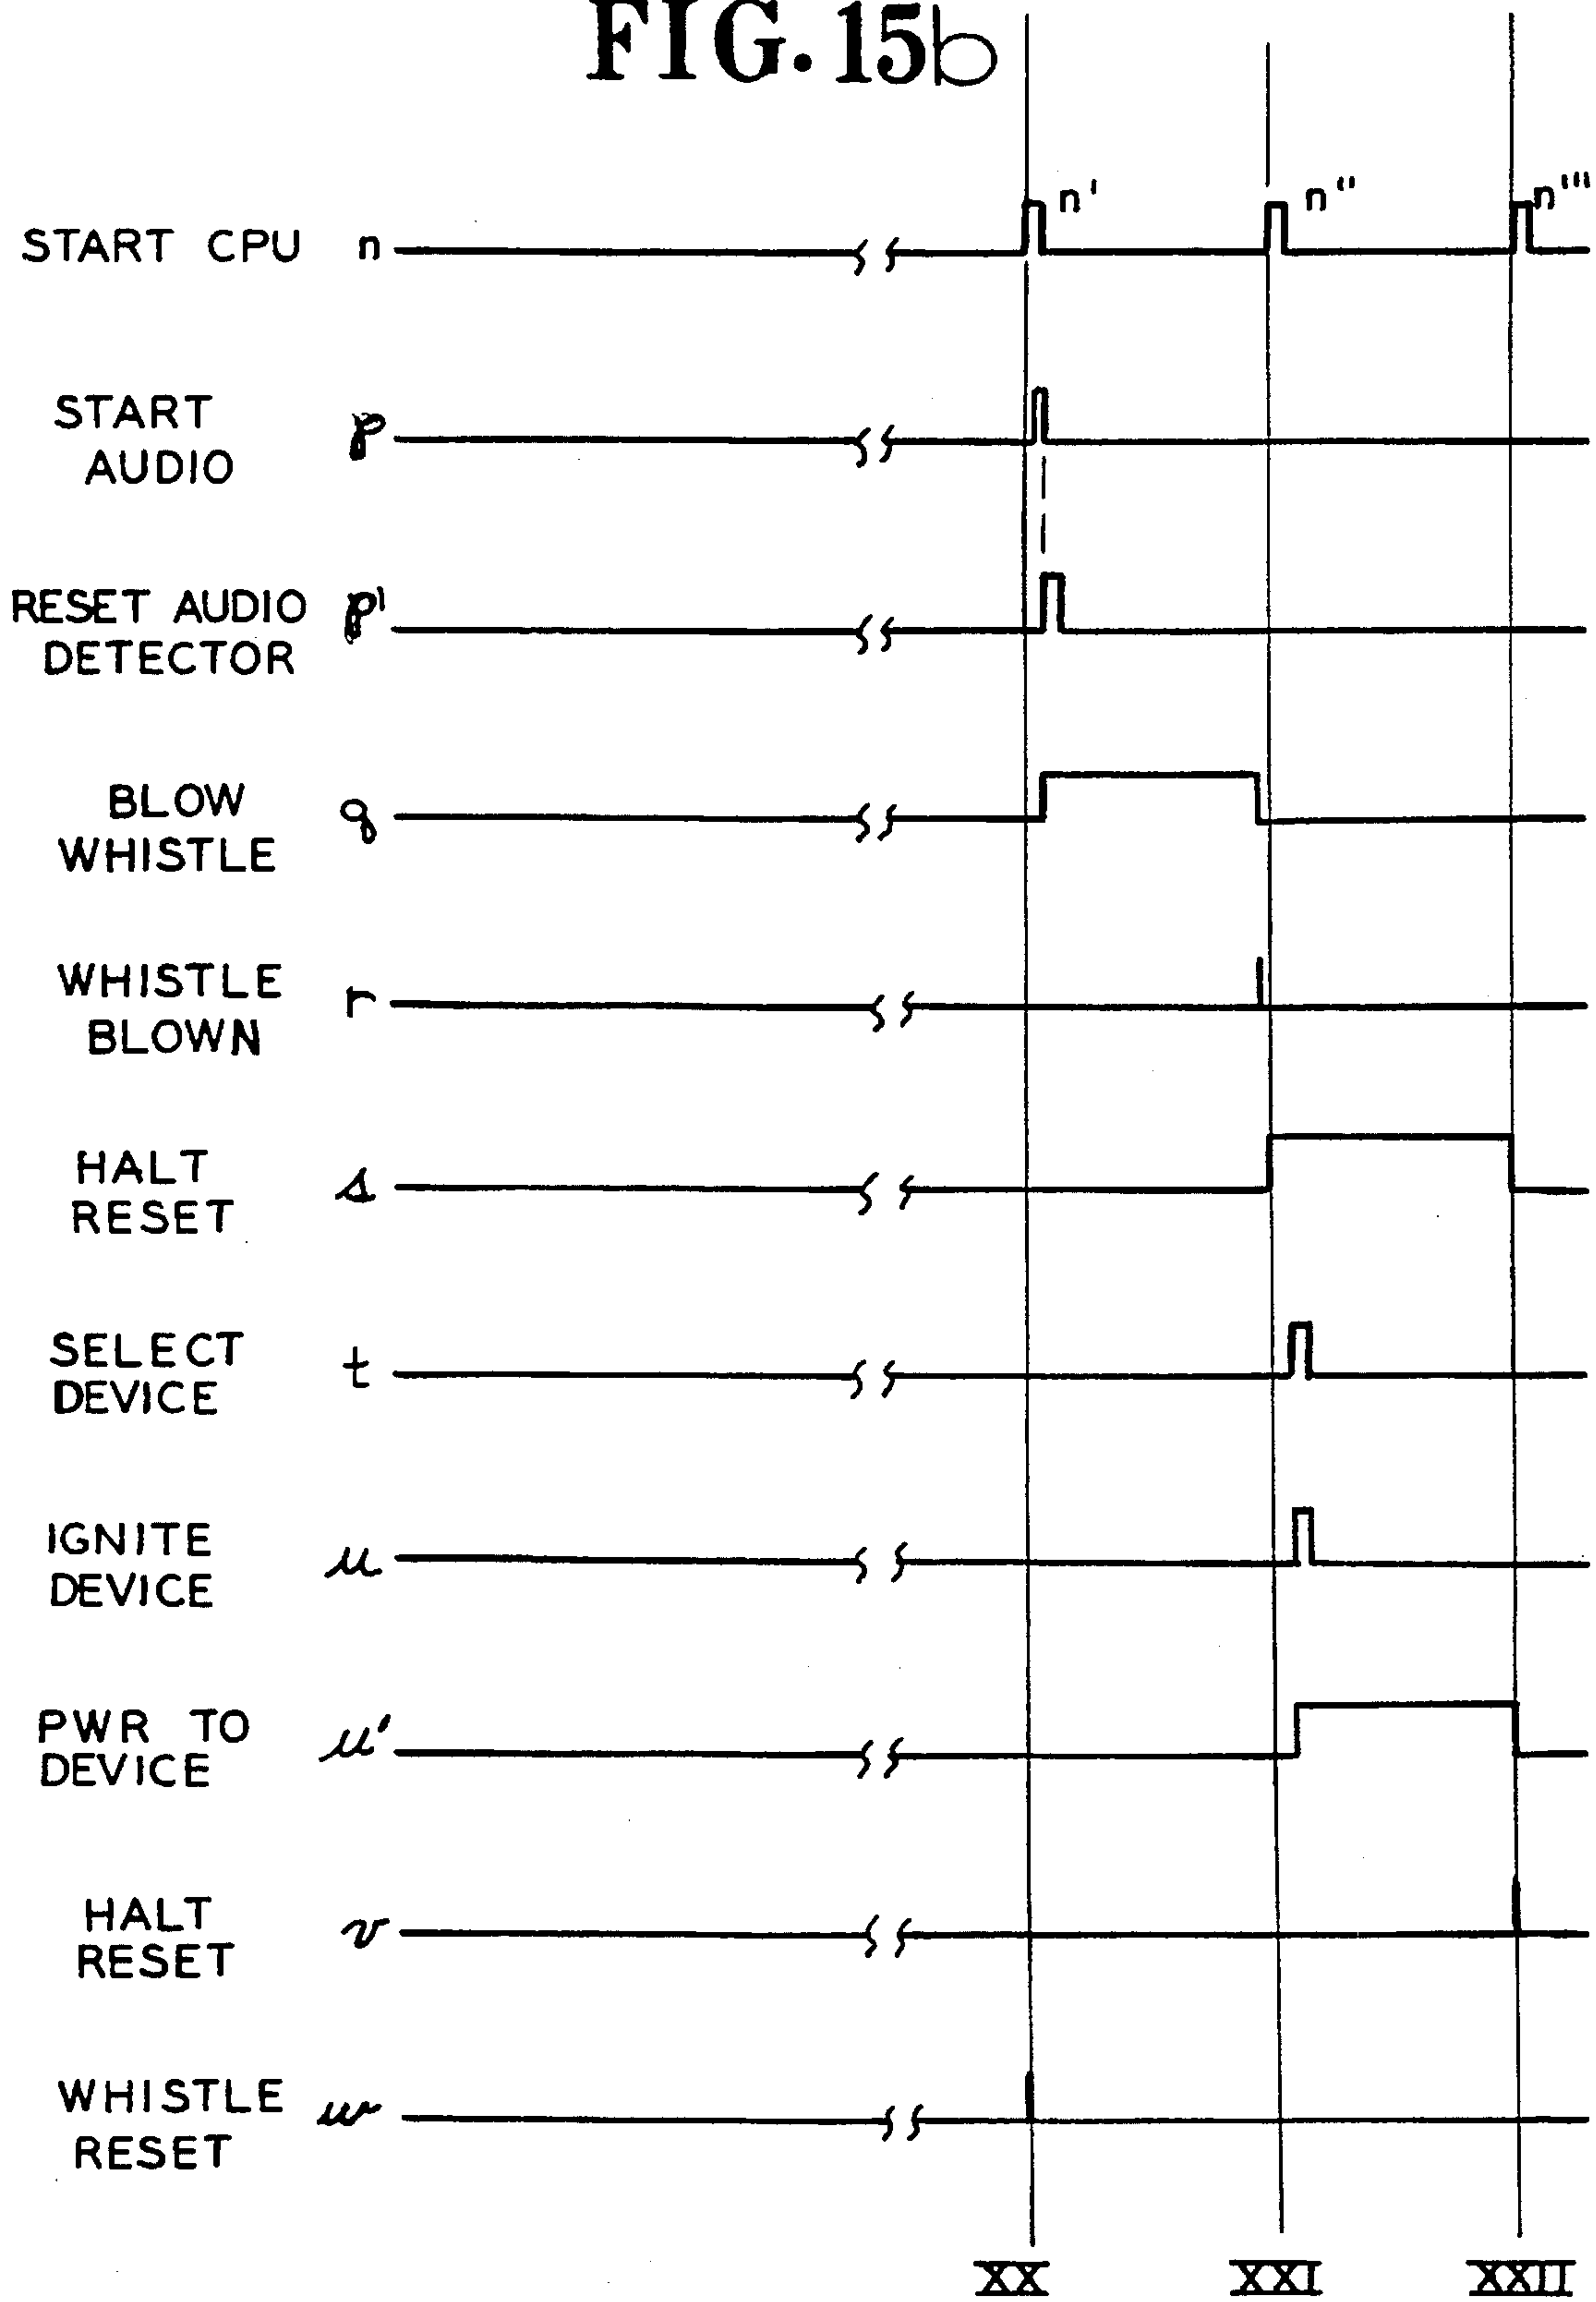 FIG. 15b
n' n" n'''
START CPU n
START AUDIO p
RESET AUDIO DETECTOR p'
BLOW WHISTLE q
WHISTLE BLOWN r
HALT RESET s
SELECT DEVICE t
IGNITE DEVICE u
PWR TO DEVICE u'
HALT RESET v
WHISTLE RESET w
XX XXI XXII